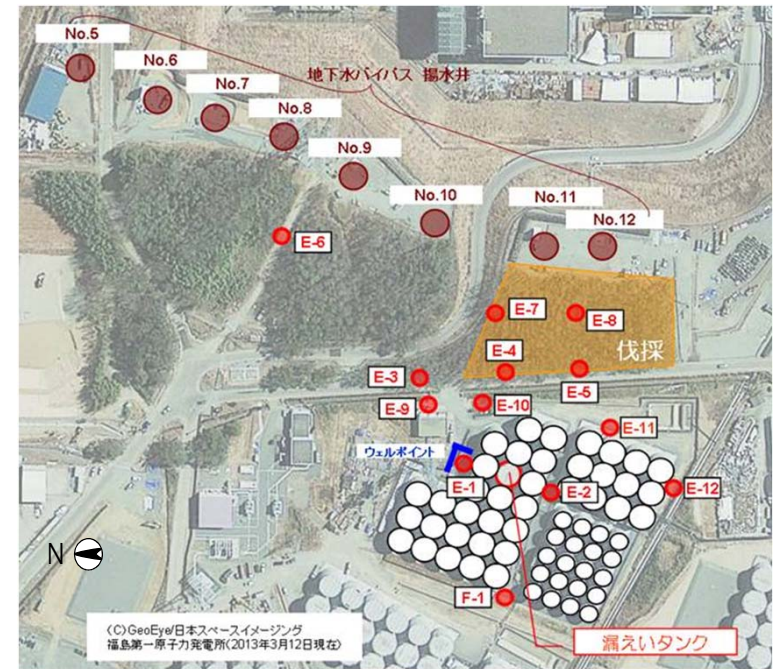 No.5
No.6
No.7
No.8
No.9
No.10
No.11
No.12
地下水バイパス 揚水井
E-6
E-7
E-8
伐採
E-4
E-5
E-3
E-9
E-10
E-11
ウェルポイント
E-1
E-2
E-12
N
F-1
(C)GeoEye/日本スペースイメージング
福島第一原子力発電所(2013年3月12日現在)
漏えいタンク